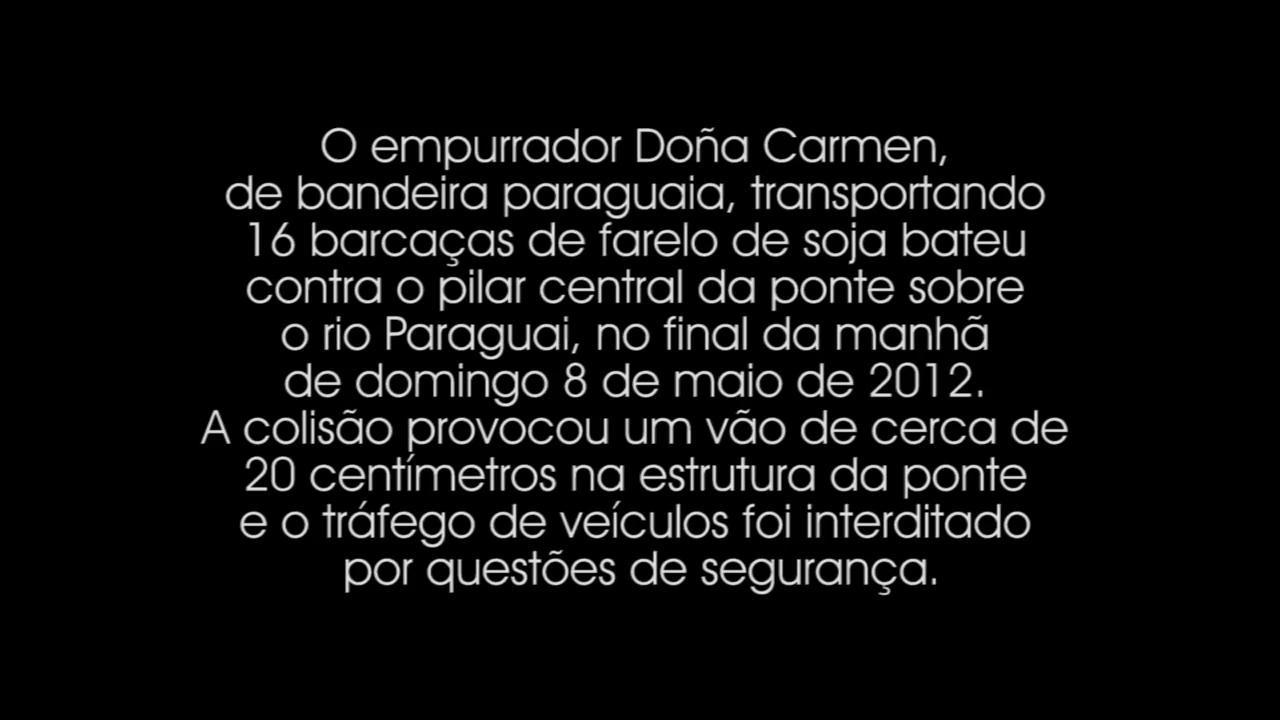 O empurrador Doña Carmen,
de bandeira paraguaia, transportando
16 barcaças de farelo de soja bateu
contra o pilar central da ponte sobre
o rio Paraguai, no final da manhã
de domingo 8 de maio de 2012.
A colisão provocou um vão de cerca de
20 centímetros na estrutura da ponte
e o tráfego de veículos foi interditado
por questões de segurança.